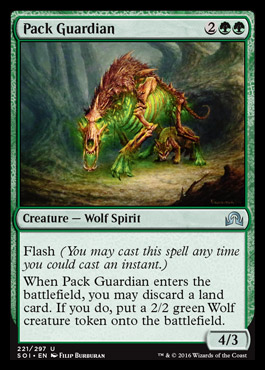 Pack Guardian 2
Creature — Wolf Spirit
Flash (You may cast this spell any time
you could cast an instant.)
When Pack Guardian enters the
battlefield, you may discard a land
card. If you do, put a 2/2 green Wolf
creature token onto the battlefield.
4/3
221/297 U
SOI • EN Filip Burburan
™ & © 2016 Wizards of the Coast